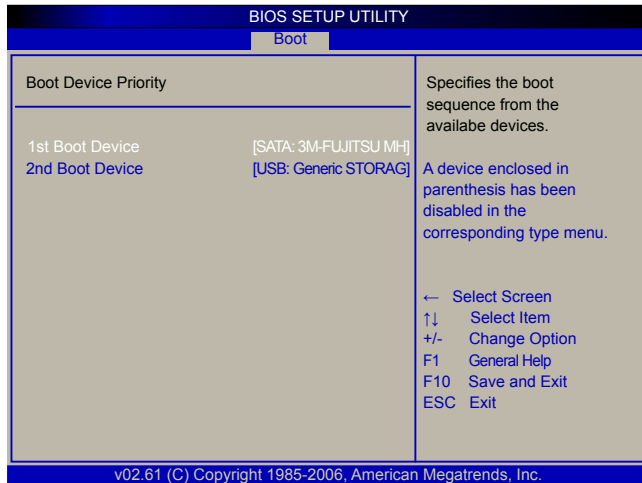 BIOS SETUP UTILITY
Boot
Boot Device Priority
1st Boot Device [SATA: 3M-FUJITSU MH]
2nd Boot Device [USB: Generic STORAG]
Specifies the boot
sequence from the
availabe devices.
A device enclosed in
parenthesis has been
disabled in the
corresponding type menu.
← Select Screen
↑↓ Select Item
+/- Change Option
F1 General Help
F10 Save and Exit
ESC Exit
v02.61 (C) Copyright 1985-2006, American Megatrends, Inc.